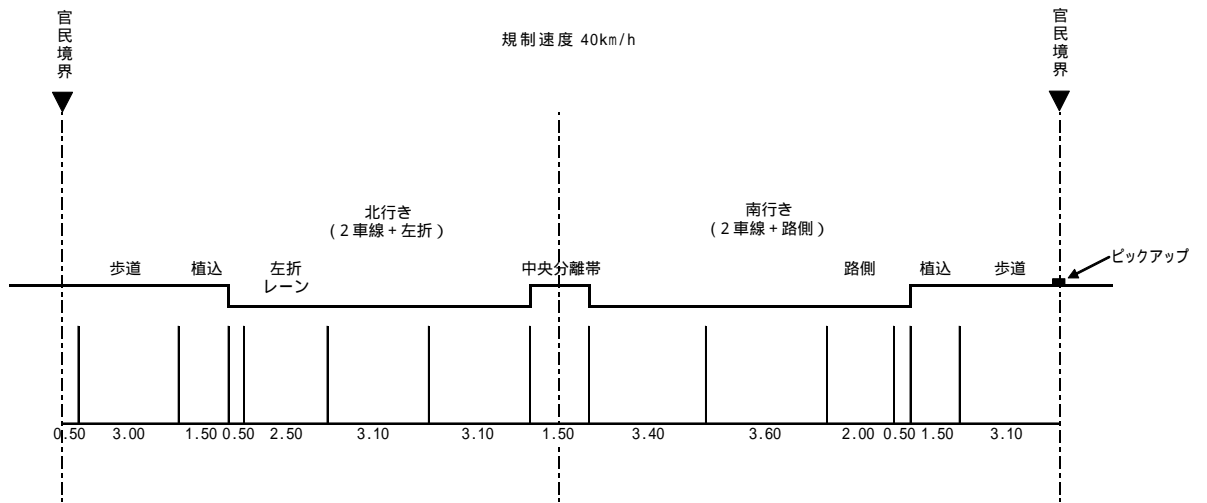 官民境界
官民境界
規制速度 40km/h
北行き
(2車線+左折)
南行き
(2車線+路側)
歩道
植込
左折
レーン
中央分離帯
路側
植込
歩道
ピックアップ
0.50 3.00 1.50 0.50 2.50 3.10 3.10 1.50 3.40 3.60 2.00 0.50 1.50 3.10